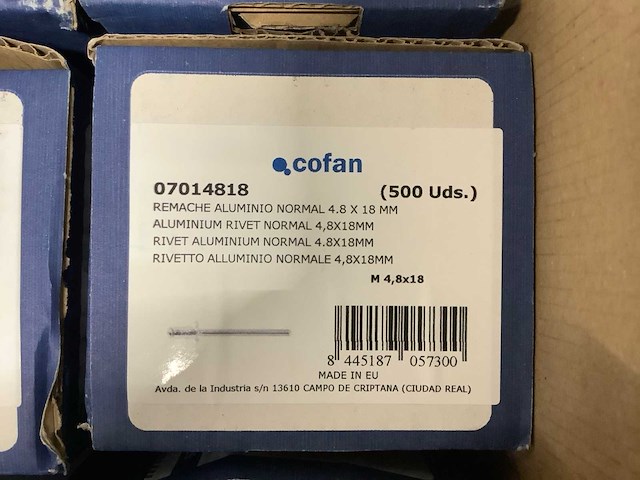 cofan
07014818 (500 Uds.)
REMACHE ALUMINIO NORMAL 4.8 X 18 MM
ALUMINIUM RIVET NORMAL 4,8X18MM
RIVET ALUMINIUM NORMAL 4.8X18MM
RIVETTO ALLUMINIO NORMALE 4,8X18MM
M 4,8x18
8 445187 057300
MADE IN EU
Avda. de la Industria s/n 13610 CAMPO DE CRIPTANA (CIUDAD REAL)